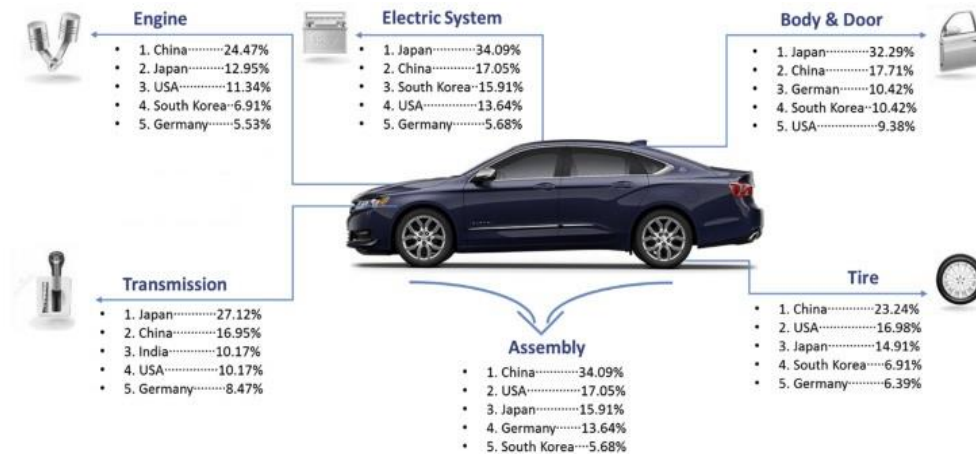 Engine
• 1. China··········24.47%
• 2. Japan··········12.95%
• 3. USA·············11.34%
• 4. South Korea··6.91%
• 5. Germany·······5.53%
Electric System
• 1. Japan··········34.09%
• 2. China··········17.05%
• 3. South Korea··15.91%
• 4. USA·············13.64%
• 5. Germany·······5.68%
Body & Door
• 1. Japan··········32.29%
• 2. China··········17.71%
• 3. German········10.42%
• 4. South Korea··10.42%
• 5. USA·············9.38%
Transmission
• 1. Japan··········27.12%
• 2. China··········16.95%
• 3. India···········10.17%
• 4. USA·············10.17%
• 5. Germany·······8.47%
Assembly
• 1. China··········34.09%
• 2. USA·············17.05%
• 3. Japan··········15.91%
• 4. Germany·······13.64%
• 5. South Korea··5.68%
Tire
• 1. China··········23.24%
• 2. USA·············16.98%
• 3. Japan··········14.91%
• 4. South Korea··6.91%
• 5. Germany·······6.39%